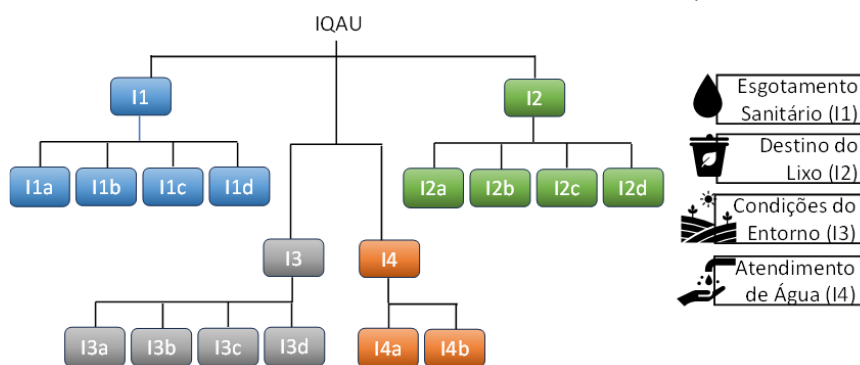 IQAU
I1
I2
I1a
I1b
I1c
I1d
I2a
I2b
I2c
I2d
I3
I4
I3a
I3b
I3c
I3d
I4a
I4b
Esgotamento
Sanitário (I1)
Destino do
Lixo (I2)
Condições do
Entorno (I3)
Atendimento
de Água (I4)